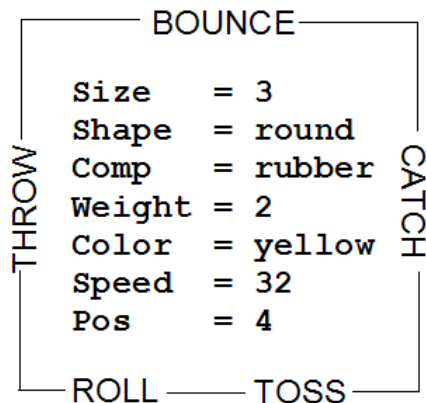 BOUNCE
Size = 3
Shape = round
Comp = rubber
Weight = 2
Color = yellow
Speed = 32
Pos = 4
THROW
CATCH
ROLL
TOSS